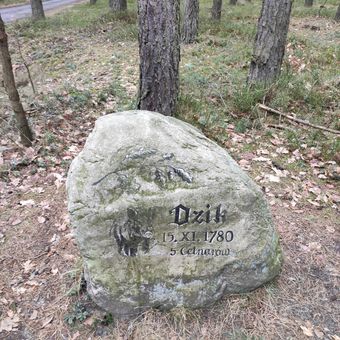 Dzik
15. XI. 1780
5 Cetnarów